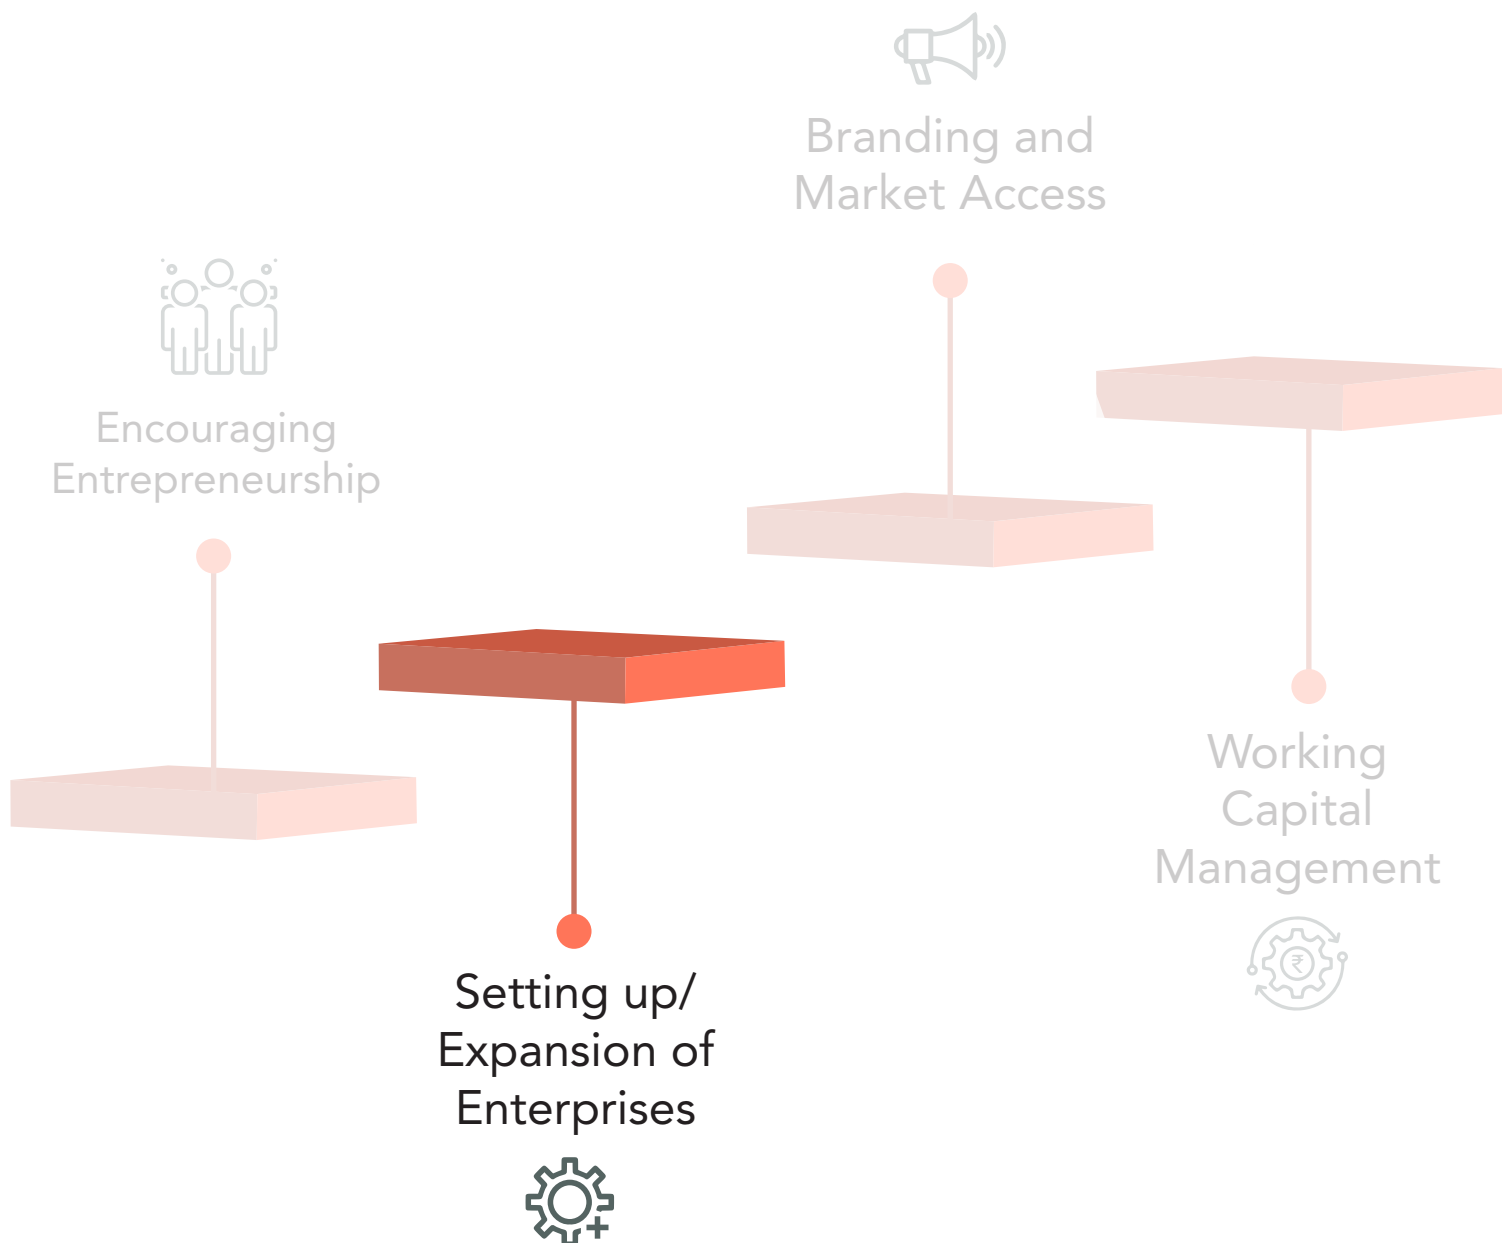 Branding and
Market Access
Encouraging
Entrepreneurship
Working
Capital
Management
₹
Setting up/
Expansion of
Enterprises